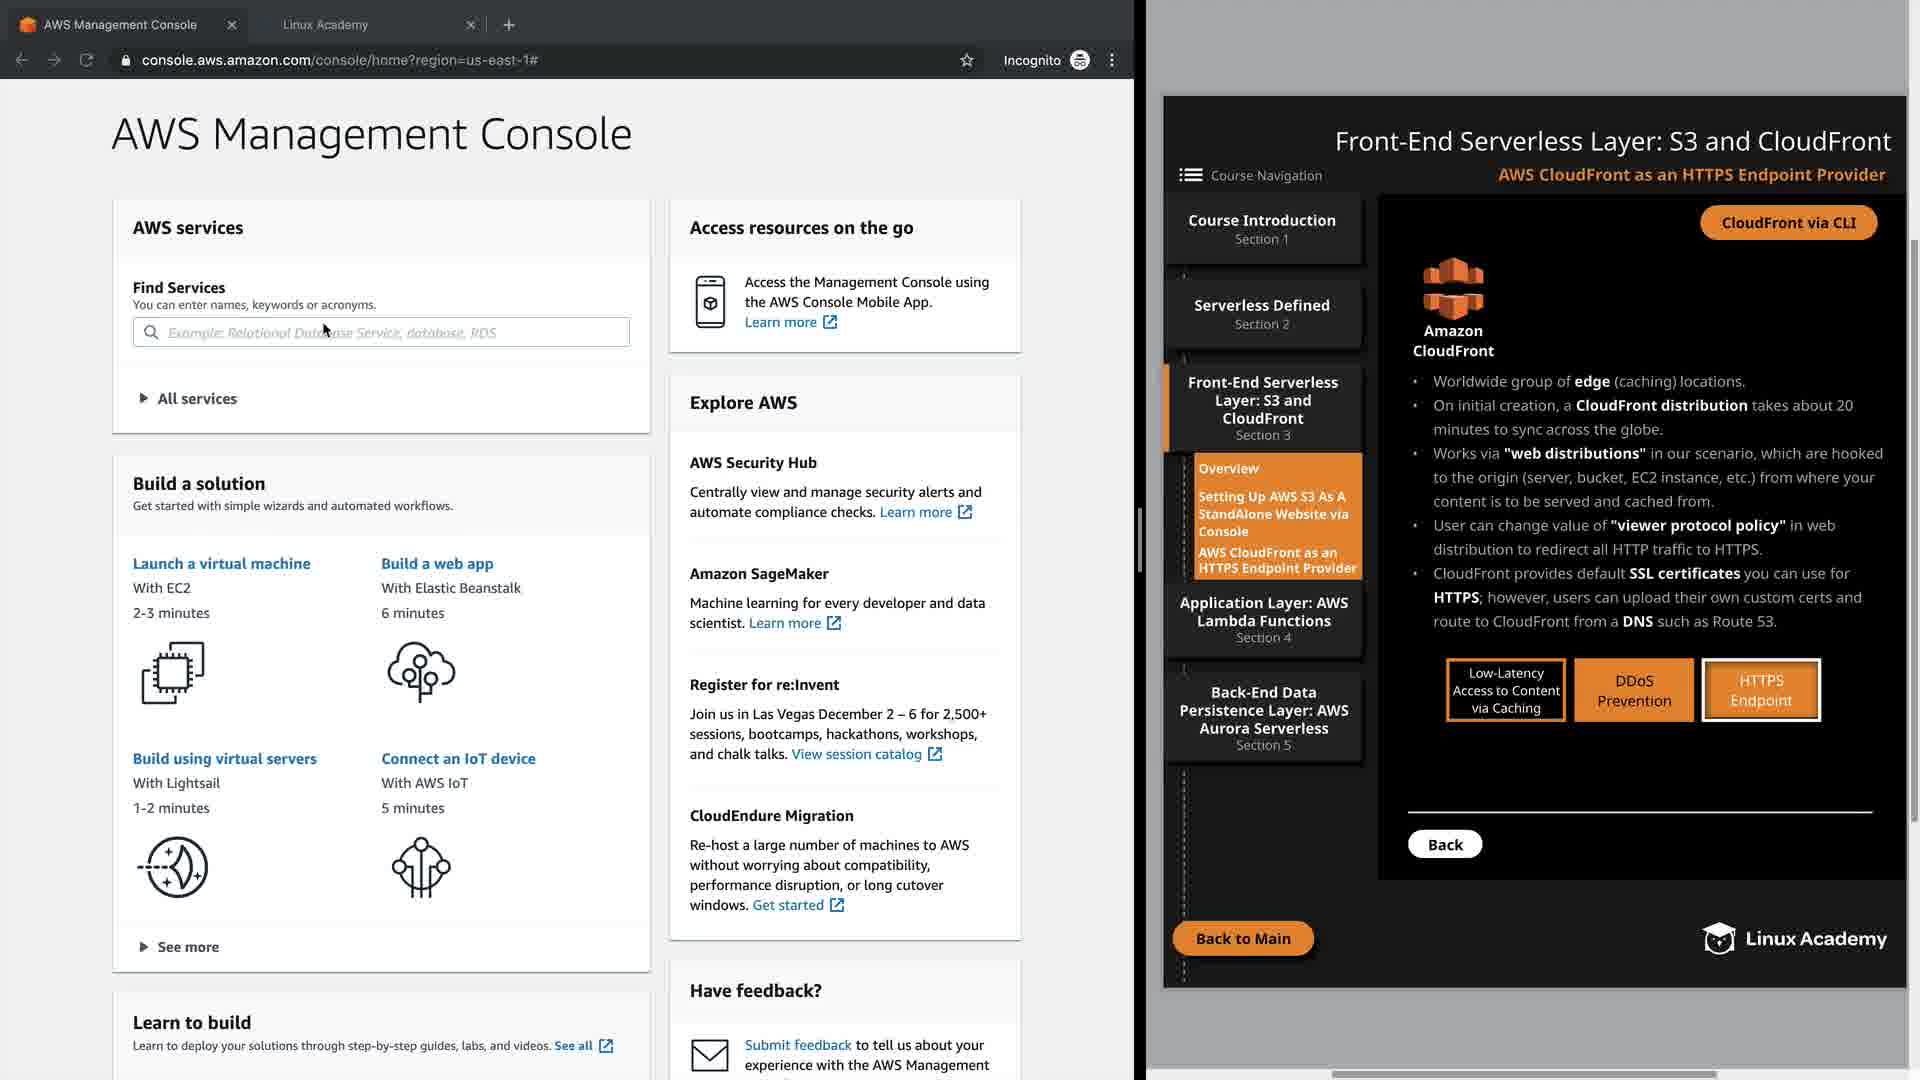 AWS Management Console
Linux Academy
console.aws.amazon.com/console/home?region=us-east-1#
Incognito
AWS Management Console
AWS services
Find Services
You can enter names, keywords or acronyms.
Example: Relational Database Service, database, RDS
All services
Build a solution
Get started with simple wizards and automated workflows.
Launch a virtual machine
With EC2
2-3 minutes
Build a web app
With Elastic Beanstalk
6 minutes
Build using virtual servers
With Lightsail
1-2 minutes
Connect an IoT device
With AWS IoT
5 minutes
See more
Learn to build
Learn to deploy your solutions through step-by-step guides, labs, and videos. See all
Access resources on the go
Access the Management Console using
the AWS Console Mobile App.
Learn more
Explore AWS
AWS Security Hub
Centrally view and manage security alerts and
automate compliance checks. Learn more
Amazon SageMaker
Machine learning for every developer and data
scientist. Learn more
Register for re:Invent
Join us in Las Vegas December 2 – 6 for 2,500+
sessions, bootcamps, hackathons, workshops,
and chalk talks. View session catalog
CloudEndure Migration
Re-host a large number of machines to AWS
without worrying about compatibility,
performance disruption, or long cutover
windows. Get started
Have feedback?
Submit feedback to tell us about your
experience with the AWS Management
Front-End Serverless Layer: S3 and CloudFront
Course Navigation
AWS CloudFront as an HTTPS Endpoint Provider
Course Introduction
Section 1
Serverless Defined
Section 2
Front-End Serverless
Layer: S3 and
CloudFront
Section 3
Overview
Setting Up AWS S3 As A
StandAlone Website via
Console
AWS CloudFront as an
HTTPS Endpoint Provider
Application Layer: AWS
Lambda Functions
Section 4
Back-End Data
Persistence Layer: AWS
Aurora Serverless
Section 5
Back to Main
CloudFront via CLI
Amazon
CloudFront
• Worldwide group of edge (caching) locations.
• On initial creation, a CloudFront distribution takes about 20
minutes to sync across the globe.
• Works via "web distributions" in our scenario, which are hooked
to the origin (server, bucket, EC2 instance, etc.) from where your
content is to be served and cached from.
• User can change value of "viewer protocol policy" in web
distribution to redirect all HTTP traffic to HTTPS.
• CloudFront provides default SSL certificates you can use for
HTTPS; however, users can upload their own custom certs and
route to CloudFront from a DNS such as Route 53.
Low-Latency
Access to Content
via Caching
DDoS
Prevention
HTTPS
Endpoint
Back
Linux Academy